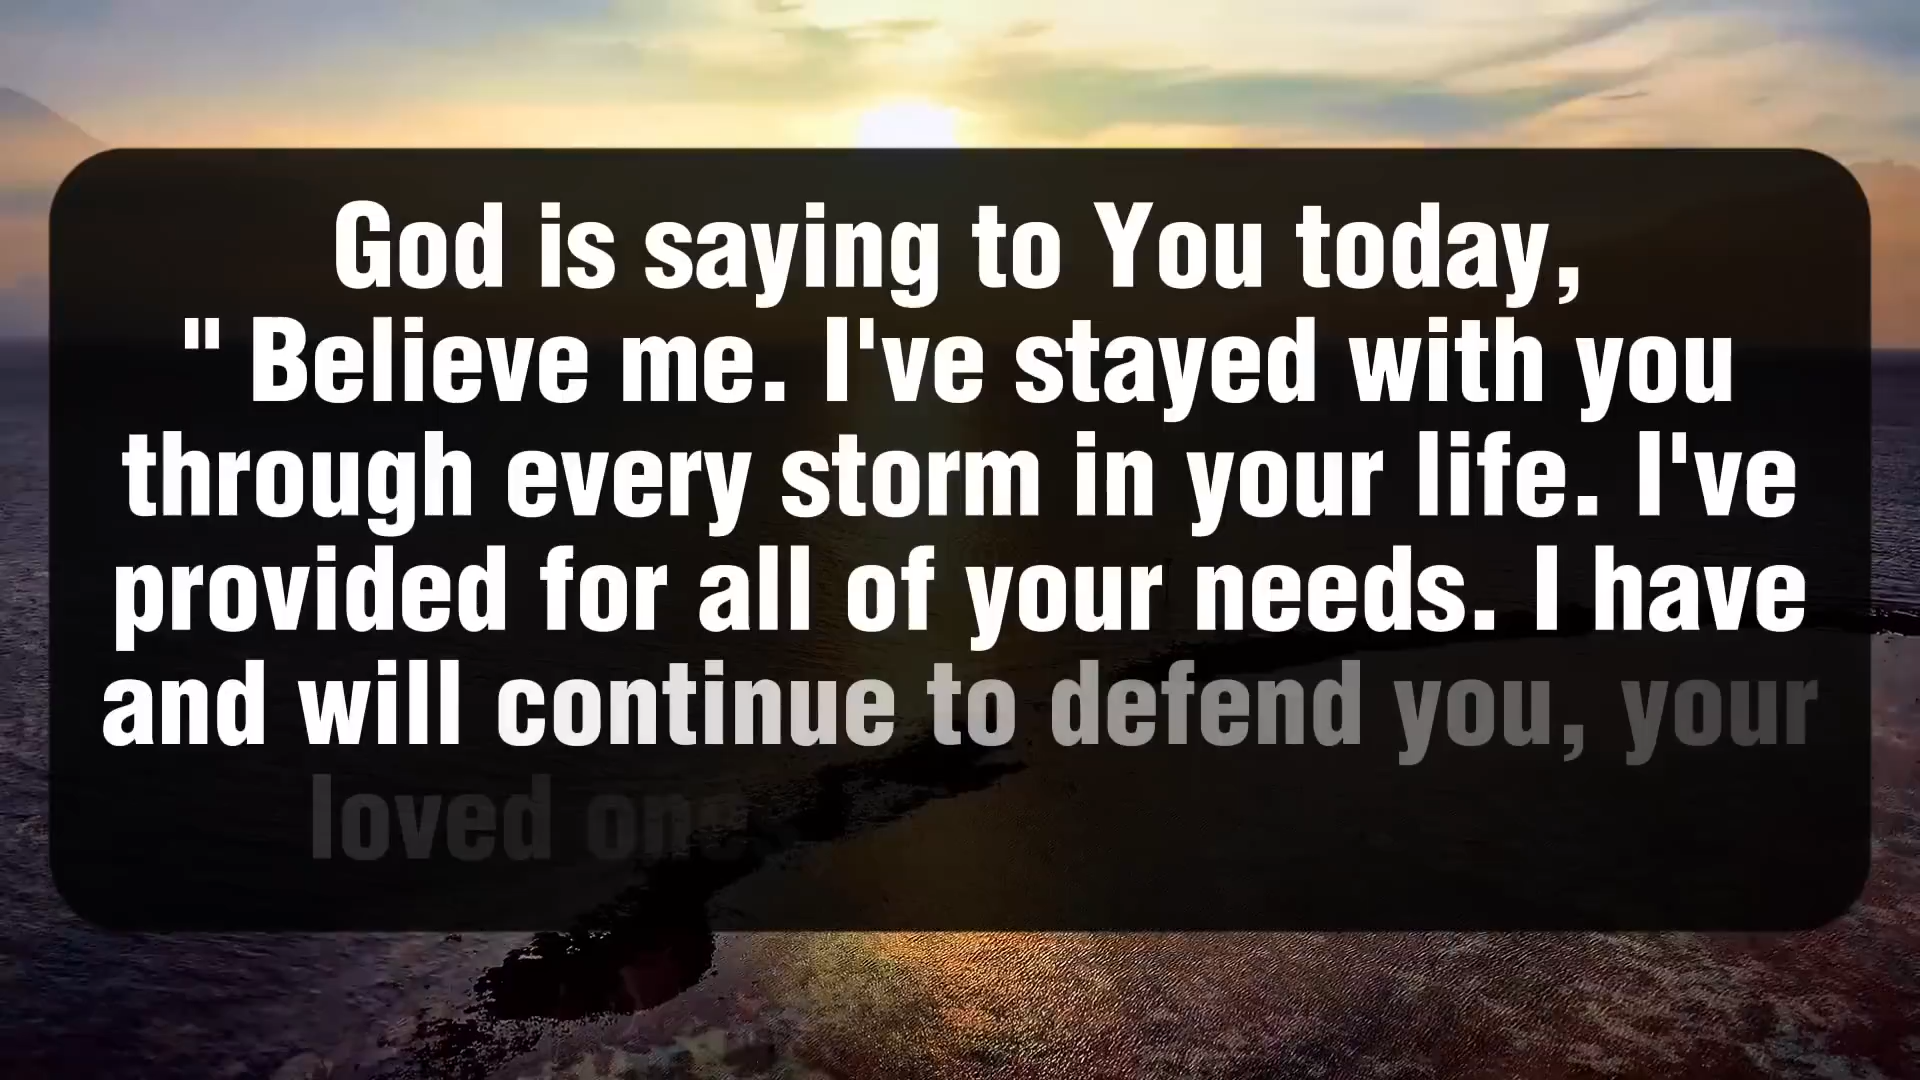 God is saying to You today,
" Believe me. I've stayed with you
through every storm in your life. I've
provided for all of your needs. I have
and will continue to defend you, your
loved one